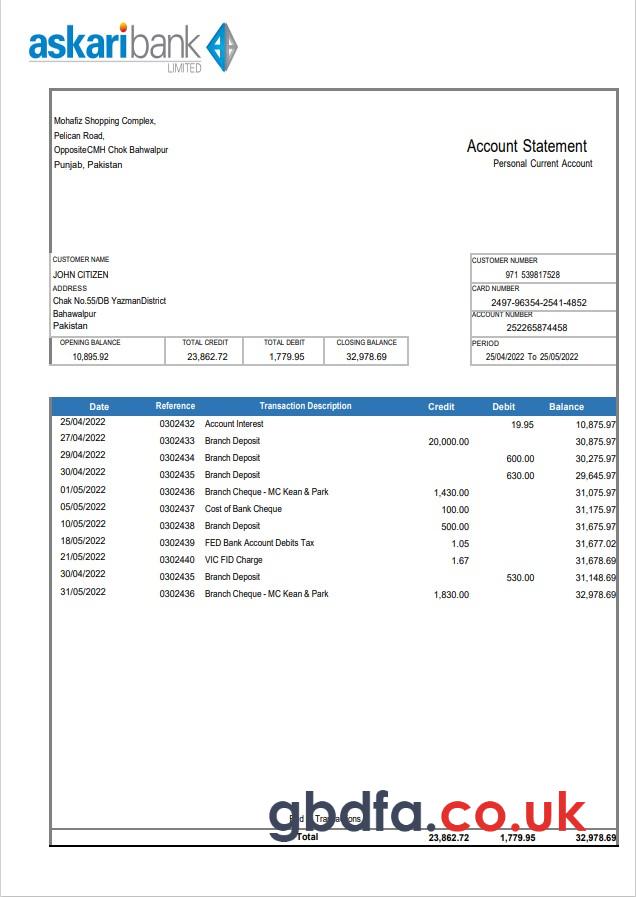 askaribank
LIMITED
Mohafiz Shopping Complex,
Pelican Road,
OppositeCMH Chok Bahwalpur
Punjab, Pakistan
Account Statement
Personal Current Account
CUSTOMER NAME
JOHN CITIZEN
ADDRESS
Chak No.55/DB YazmanDistrict
Bahawalpur
Pakistan
CUSTOMER NUMBER
971 539817528
CARD NUMBER
2497-96354-2541-4852
ACCOUNT NUMBER
252265874458
PERIOD
25/04/2022 To 25/05/2022
OPENING BALANCE TOTAL CREDIT TOTAL DEBIT CLOSING BALANCE
10,895.92 23,862.72 1,779.95 32,978.69
Date Reference Transaction Description Credit Debit Balance
25/04/2022 0302432 Account Interest 19.95 10,875.97
27/04/2022 0302433 Branch Deposit 20,000.00 30,875.97
29/04/2022 0302434 Branch Deposit 600.00 30,275.97
30/04/2022 0302435 Branch Deposit 630.00 29,645.97
01/05/2022 0302436 Branch Cheque - MC Kean & Park 1,430.00 31,075.97
05/05/2022 0302437 Cost of Bank Cheque 100.00 31,175.97
10/05/2022 0302438 Branch Deposit 500.00 31,675.97
18/05/2022 0302439 FED Bank Account Debits Tax 1.05 31,677.02
21/05/2022 0302440 VIC FID Charge 1.67 31,678.69
30/04/2022 0302435 Branch Deposit 530.00 31,148.69
31/05/2022 0302436 Branch Cheque - MC Kean & Park 1,830.00 32,978.69
gbdfa.co.uk
Total 23,862.72 1,779.95 32,978.69